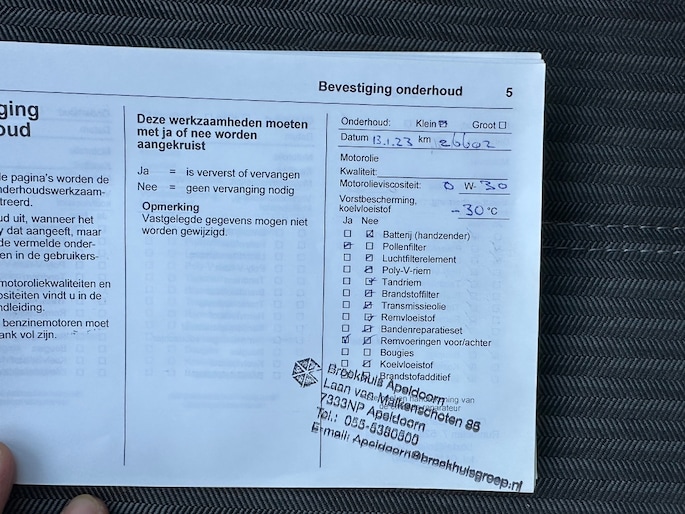 Bevestiging onderhoud 5
ging
oud
le pagina's worden de
nderhoudswerkzaam-
treerd.
ud uit, wanneer het
y dat aangeeft, maar
de vermelde onder-
en in de gebruikers-
motoroliekwaliteiten en
ositeiten vindt u in de
ndleiding.
benzinemotoren moet
ank vol zijn.
Deze werkzaamheden moeten
met ja of nee worden
aangekruist
Ja = is ververst of vervangen
Nee = geen vervanging nodig
Opmerking
Vastgelegde gegevens mogen niet
worden gewijzigd.
Onderhoud: Klein Groot
Datum 13.1.23 km
Motorolie
Kwaliteit:
Motorolieviscositeit: 0 W- 30
Vorstbescherming,
koelvloeistof -30 °C
Ja Nee
Batterij (handzender)
Pollenfilter
Luchtfilterelement
Poly-V-riem
Tandriem
Brandstoffilter
Transmissieolie
Remvloeistof
Bandenreparatieset
Remvoeringen voor/achter
Bougies
Koelvloeistof
Brandstofadditief
Broekhuis Apeldoorn
Laan van Malkenschoten 85
7333NP Apeldoorn
Tel.: 055-5380500
E-mail: Apeldoorn@broekhuisgroep.nl